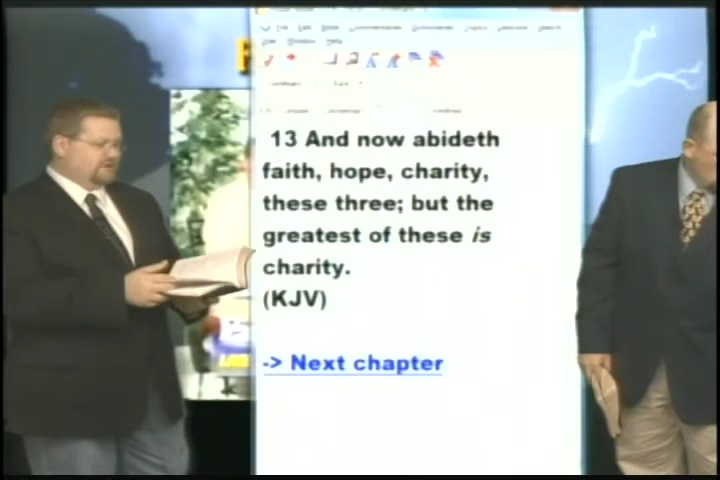 13 And now abideth
faith, hope, charity,
these three; but the
greatest of these is
charity.
(KJV)
-> Next chapter